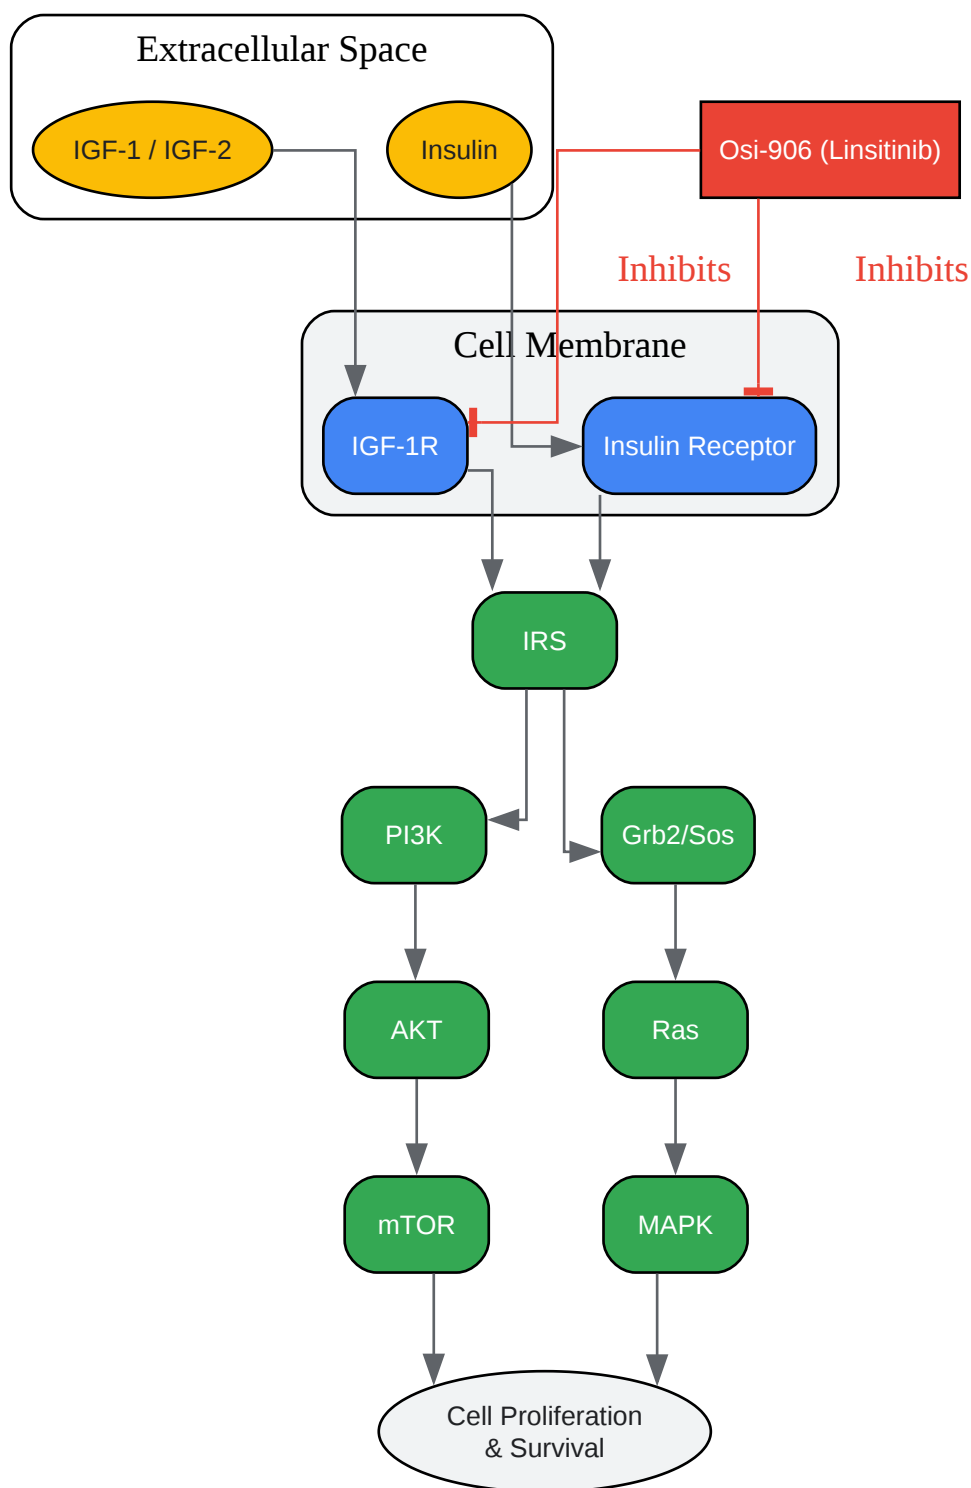 Extracellular Space
IGF-1 / IGF-2
Insulin
Osi-906 (Linsitinib)
Inhibits
Inhibits
Cell Membrane
IGF-1R
Insulin Receptor
IRS
PI3K
Grb2/Sos
AKT
Ras
mTOR
MAPK
Cell Proliferation
& Survival